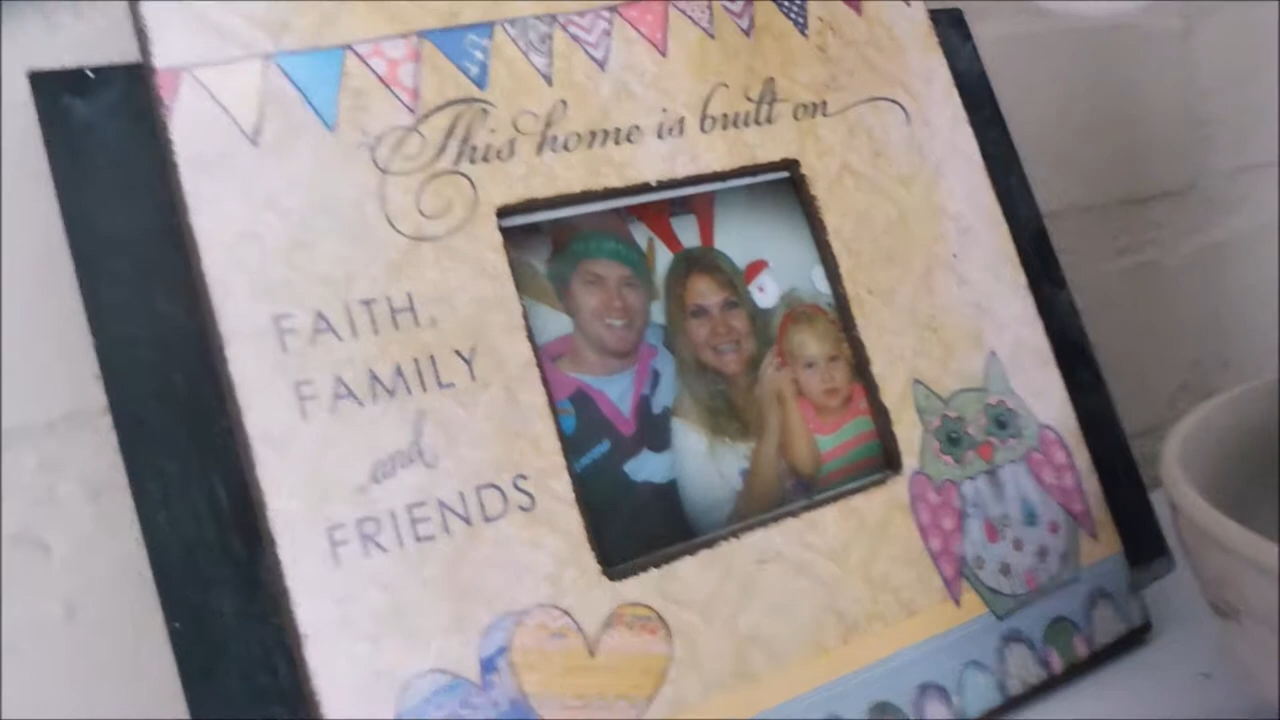 This home is built on
FAITH,
FAMILY
and
FRIENDS